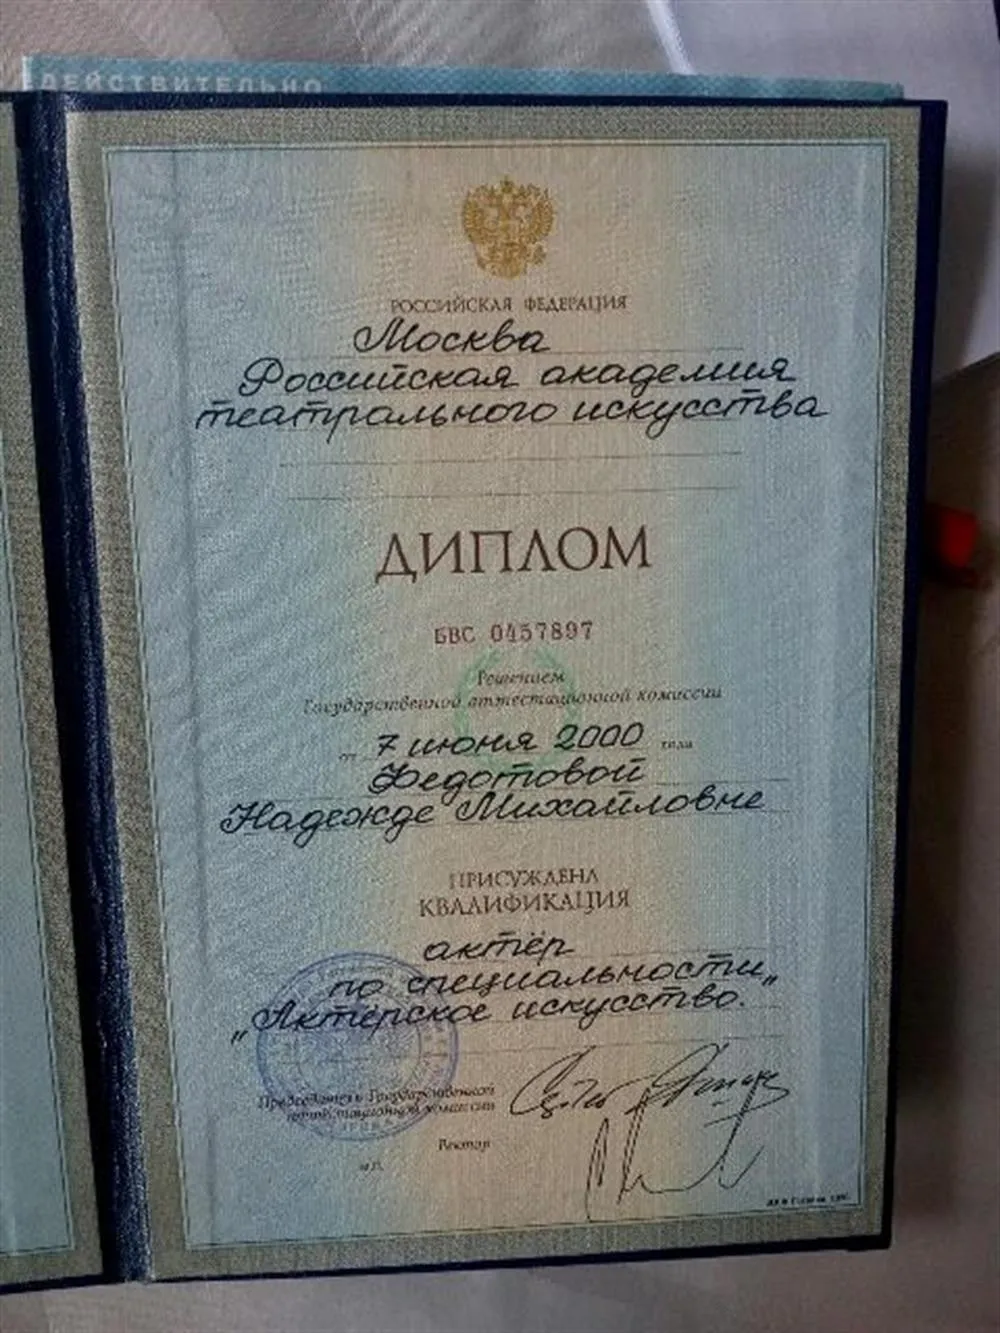 ДЕЙСТВИТЕЛЬНО
РОССИЙСКАЯ ФЕДЕРАЦИЯ
Москва
Российская академия
театрального искусства
ДИПЛОМ
БВС 0457897
Решением
Государственной аттестационной комиссии
от 7 июня 2000 года
Федотовой
Надежде Михайловне
ПРИСУЖДЕНА
КВАЛИФИКАЦИЯ
актёр
по специальности
„Актёрское искусство."
Председатель Государственной
аттестационной комиссии
Ректор
М.П.